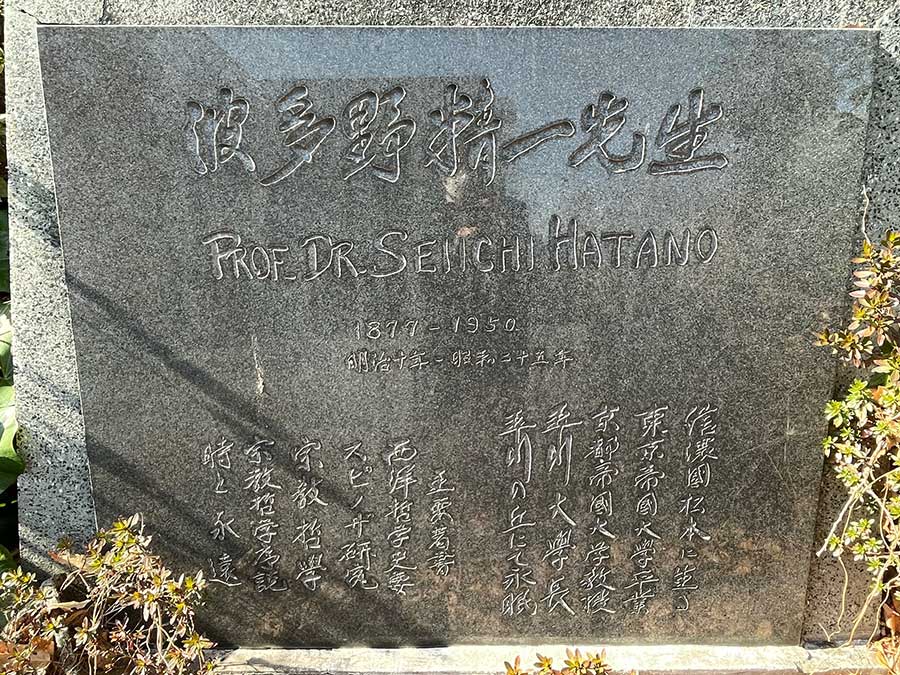 波多野精一先生
PROF. DR. SEIICHI HATANO
1877-1950
明治十年-昭和二十五年
信濃國松本に生る
東京帝國大學卒業
京都帝國大学教授
玉川大學長
玉川の丘にて永眠
主要著書
西洋哲学史要
スピノザ研究
宗教哲学
宗教哲学序説
時と永遠